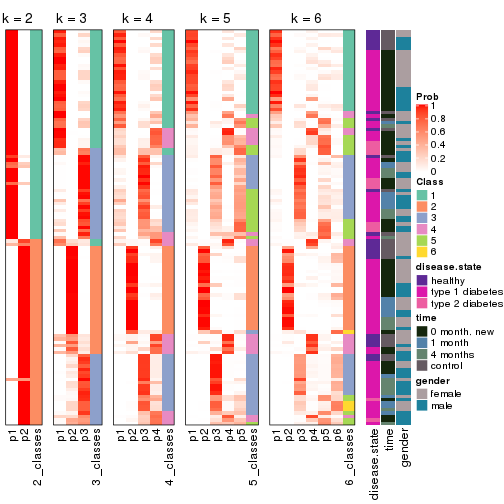 k = 2
k = 3
k = 4
k = 5
k = 6
p1
p2
2_classes
p1
p2
p3
3_classes
p1
p2
p3
p4
4_classes
p1
p2
p3
p4
p5
5_classes
p1
p2
p3
p4
p5
p6
6_classes
disease.state
time
gender
Prob
1
0.8
0.6
0.4
0.2
0
Class
1
2
3
4
5
6
disease.state
healthy
type 1 diabetes
type 2 diabetes
time
0 month. new
1 month
4 months
control
gender
female
male